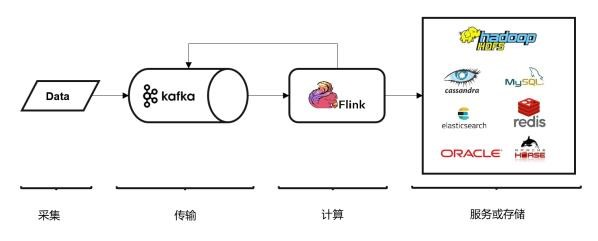 hadoop
HDFS
Data
kafka
Flink
cassandra
MySQL
elasticsearch
redis
ORACLE
APACHE
HBASE
采集
传输
计算
服务或存储